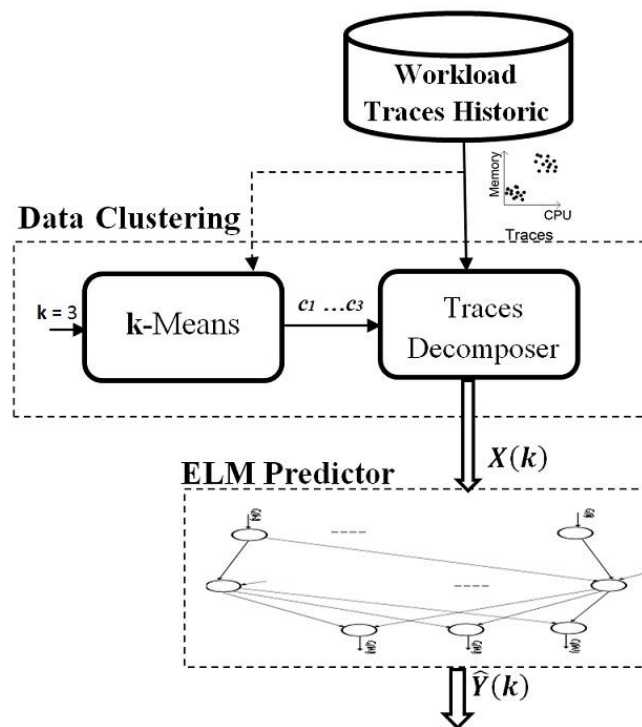 Workload
Traces Historic
Memory
CPU
Traces
Data Clustering
k = 3
k-Means
c1 ...c3
Traces
Decomposer
X(k)
ELM Predictor
Ŷ(k)